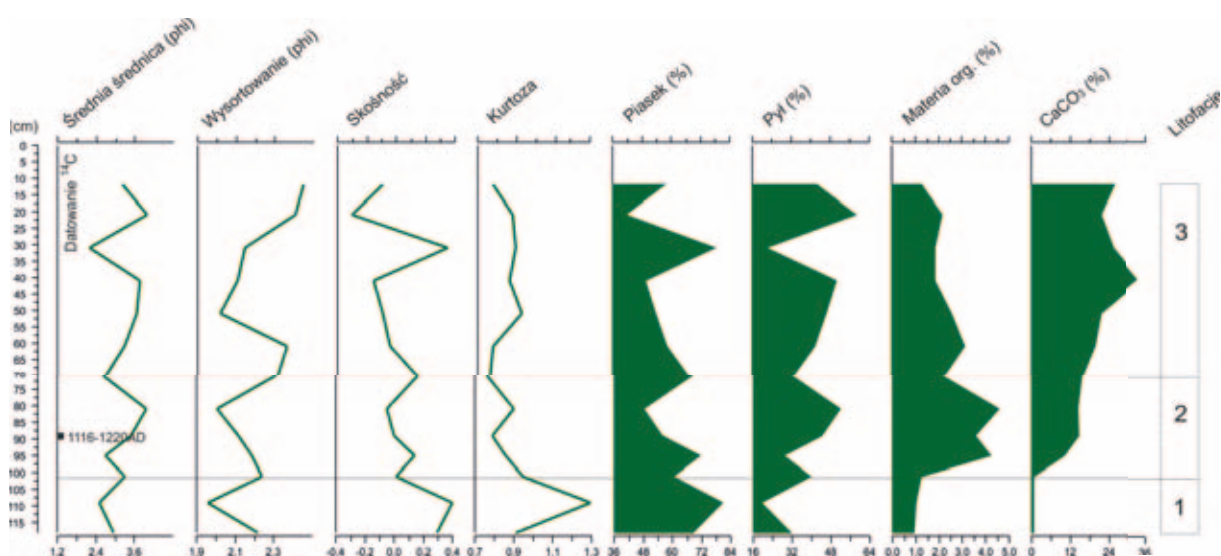 Średnia średnica (phi)
Wysortowanie (phi)
Skośność
Kurtoza
Piasek (%)
Pył (%)
Materia org. (%)
CaCO₃ (%)
Litofacje
[cm]
0
5
10
15
20
25
30
35
40
45
50
55
60
65
70
75
80
85
90
95
100
105
110
115
Datowanie ¹⁴C
1116-1220AD
3
2
1
1.2 2.4 3.6
1.9 2.1 2.3
-0.4 -0.2 0.0 0.2 0.4
0.7 0.9 1.1 1.3
36 48 60 72 84
16 32 48 64
0.0 1.0 2.0 3.0 4.0 5.0
0 12 24 36